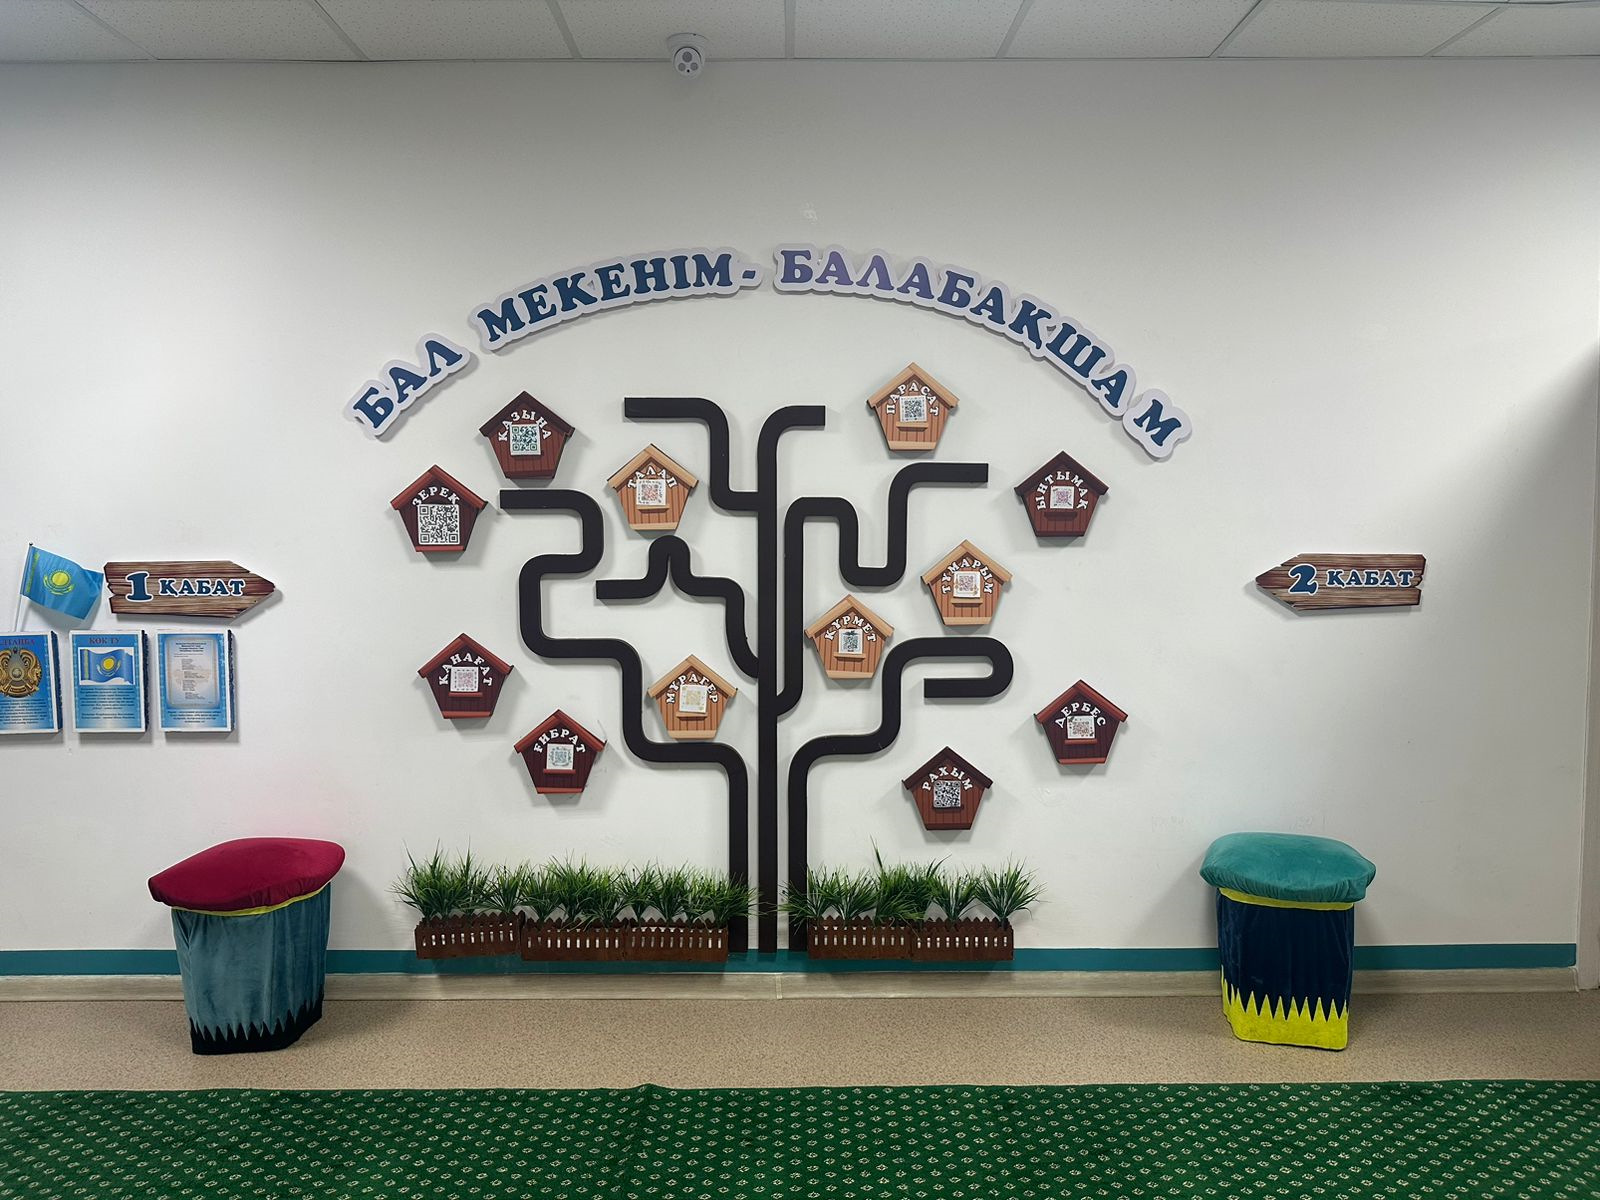 БАЛ МЕКЕНІМ- БАЛАБАҚШАМ
ҚАЗЫНА
ПАРАСАТ
ЗЕРЕК
ТАЛАП
ЫНТЫМАҚ
1 ҚАБАТ
ТҰМАРЫМ
2 ҚАБАТ
ҚҰРМЕТ
КӨК ТУ
ҚАНАҒАТ
МҰРАГЕР
ДЕРБЕС
ҒИБРАТ
РАХЫМ